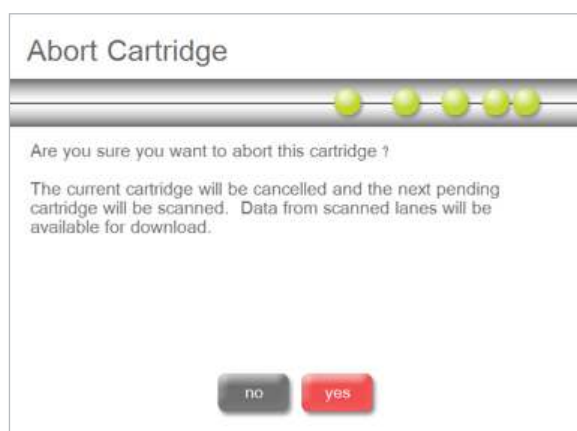 Abort Cartridge
Are you sure you want to abort this cartridge ?
The current cartridge will be cancelled and the next pending
cartridge will be scanned.  Data from scanned lanes will be
available for download.
no
yes